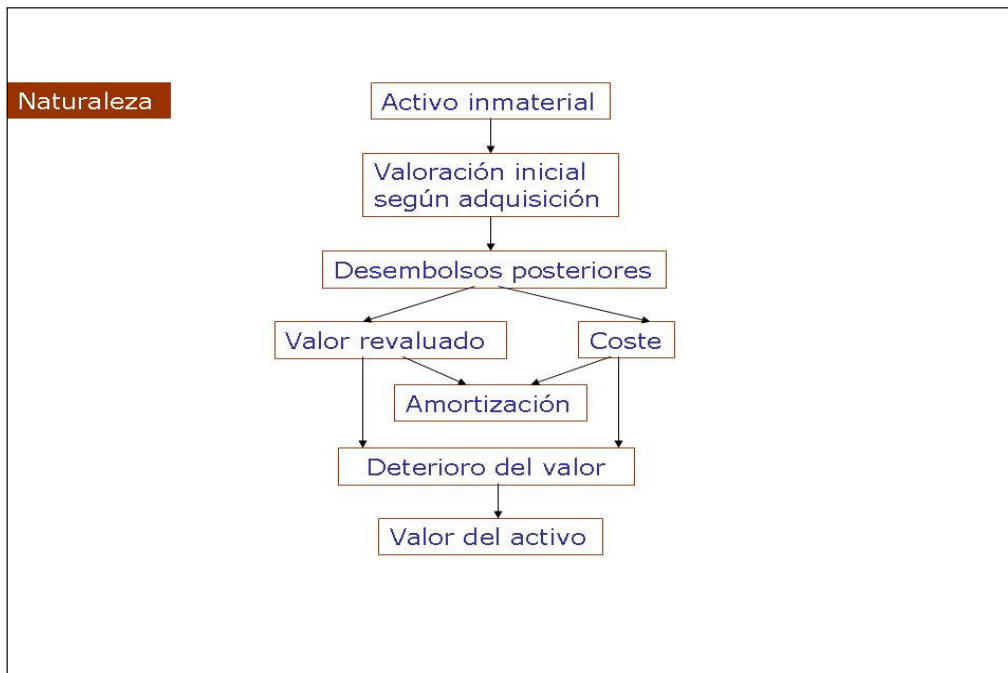 Naturaleza
Activo inmaterial
Valoración inicial
según adquisición
Desembolsos posteriores
Valor revaluado
Coste
Amortización
Deterioro del valor
Valor del activo